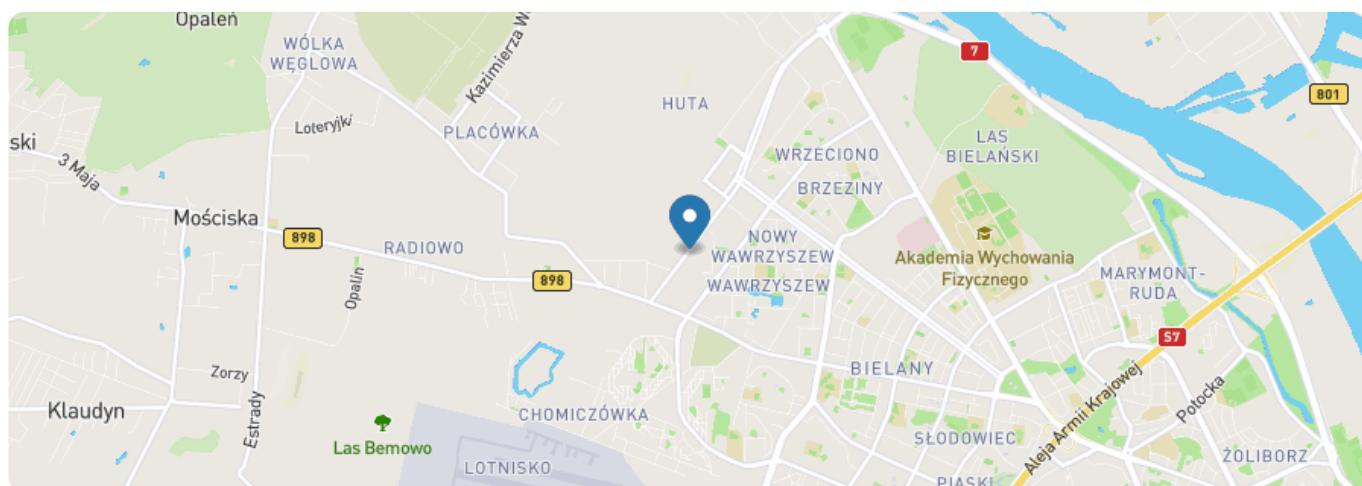 Opaleń
WÓLKA
WĘGLOWA
Kazimierza W
7
801
HUTA
Loteryjki
PLACÓWKA
LAS
BIELAŃSKI
ski
3 Maja
WRZECIONO
BRZEZINY
Mościska
898
RADIOWO
NOWY
WAWRZYSZEW
Akademia Wychowania
Fizycznego
898
Opalin
WAWRZYSZEW
MARYMONT-
RUDA
S7
Zorzy
BIELANY
Klaudyn
Estrady
CHOMICZÓWKA
Aleja Armii Krajowej
Potocka
Las Bemowo
SŁODOWIEC
LOTNISKO
ŻOLIBORZ
PIASKI